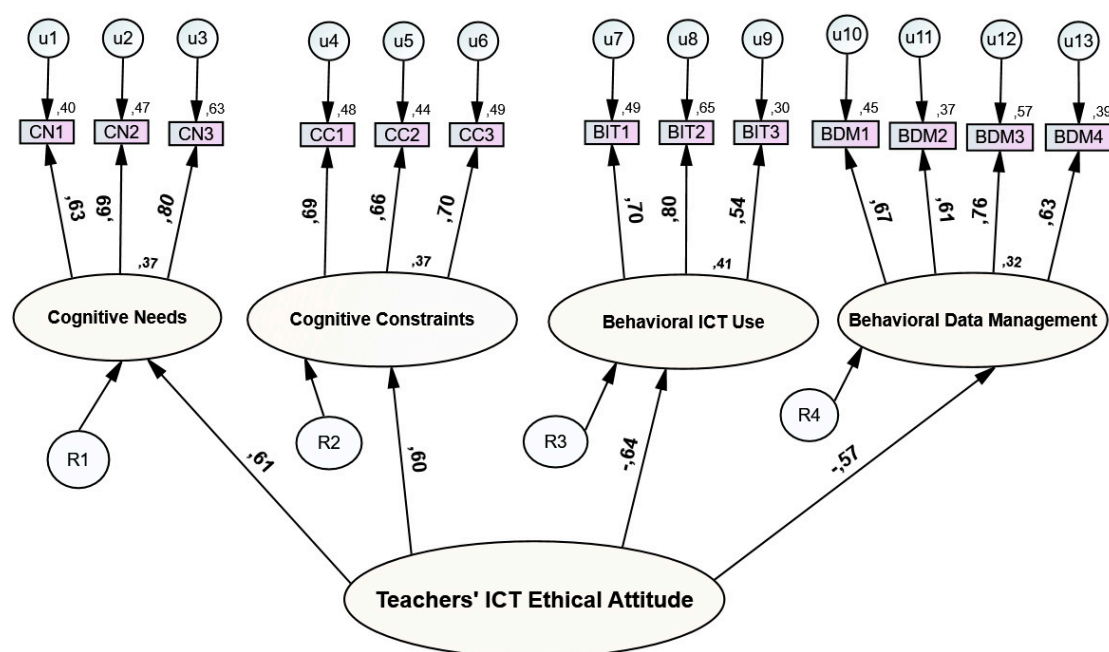 u1 u2 u3 u4 u5 u6 u7 u8 u9 u10 u11 u12 u13
,40 ,47 ,63 ,48 ,44 ,49 ,49 ,65 ,30 ,45 ,37 ,57 ,39
CN1 CN2 CN3 CC1 CC2 CC3 BIT1 BIT2 BIT3 BDM1 BDM2 BDM3 BDM4
,63 ,69 ,80 ,69 ,66 ,70 ,70 ,80 ,54 ,67 ,61 ,76 ,63
,37 ,37 ,41 ,32
Cognitive Needs Cognitive Constraints Behavioral ICT Use Behavioral Data Management
R1 R2 R3 R4
,61 ,60 -,64 -,57
Teachers' ICT Ethical Attitude